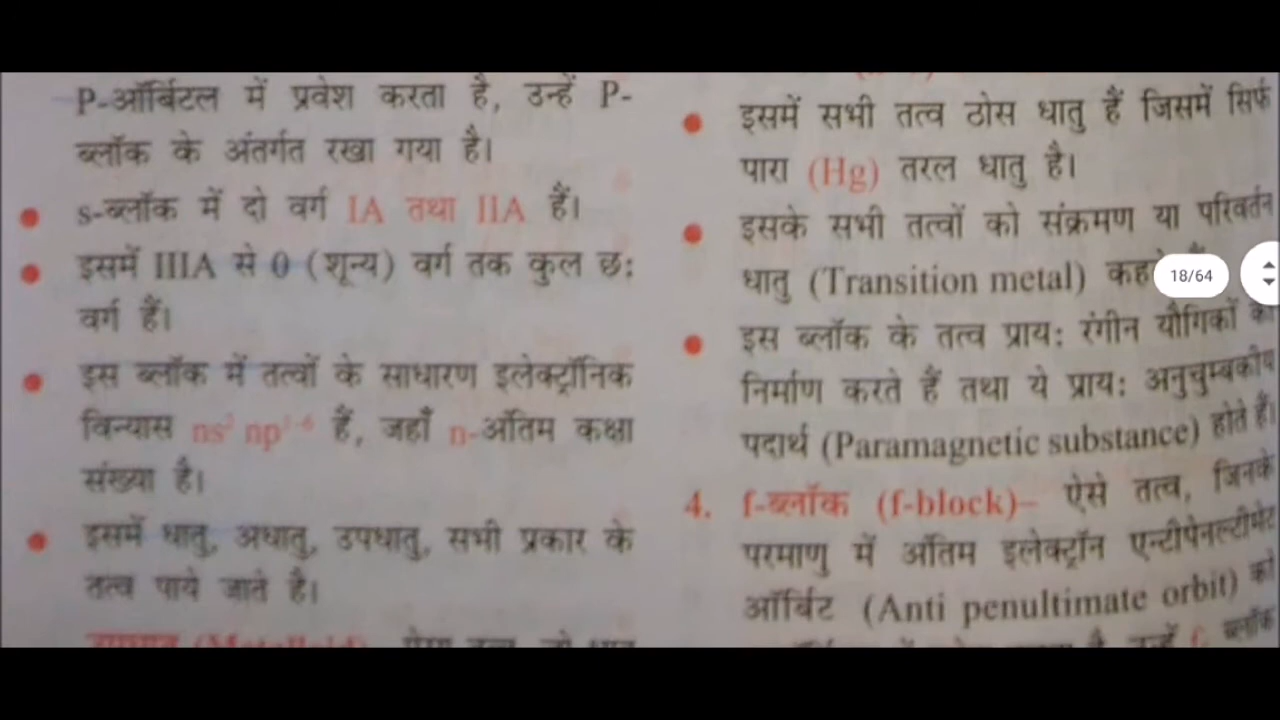 P-ऑर्बिटल में प्रवेश करता है, उन्हें P-
ब्लॉक के अंतर्गत रखा गया है।
s-ब्लॉक में दो वर्ग IA तथा IIA हैं।
इसमें IIIA से 0 (शून्य) वर्ग तक कुल छः
वर्ग हैं।
इस ब्लॉक में तत्वों के साधारण इलेक्ट्रॉनिक
विन्यास ns² np¹⁻⁶ हैं, जहाँ n-अंतिम कक्षा
संख्या है।
इसमें धातु, अधातु, उपधातु, सभी प्रकार के
तत्व पाये जाते है।
इसमें सभी तत्व ठोस धातु हैं जिसमें सिर्फ
पारा (Hg) तरल धातु है।
इसके सभी तत्वों को संक्रमण या परिवर्तन
धातु (Transition metal)
18/64
इस ब्लॉक के तत्व प्राय: रंगीन यौगिकों का
निर्माण करते हैं तथा ये प्राय: अनुचुम्बकीय
पदार्थ (Paramagnetic substance) होते हैं।
4. f-ब्लॉक (f-block)– ऐसे तत्व, जिनके
परमाणु में अंतिम इलेक्ट्रॉन एन्टीपेनल्टीमेट
ऑर्बिट (Anti penultimate orbit) को